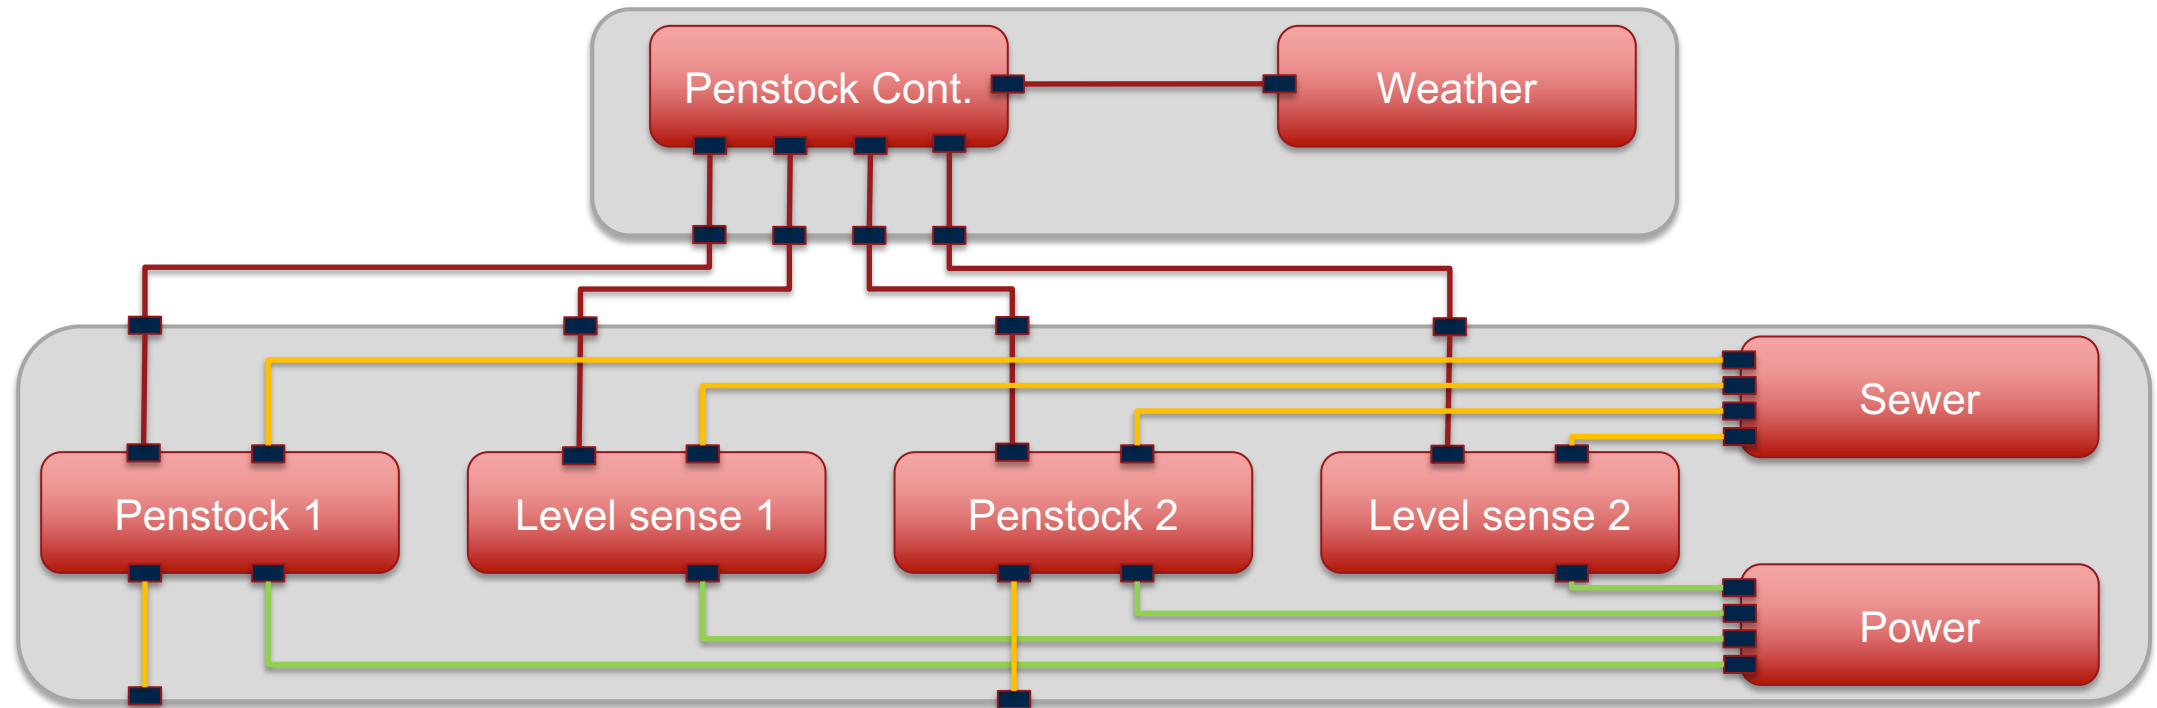 Penstock Cont.
Weather
Sewer
Penstock 1
Level sense 1
Penstock 2
Level sense 2
Power